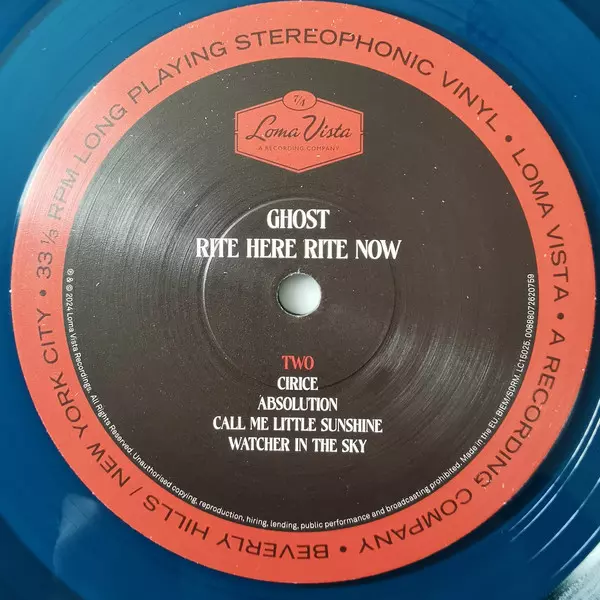 33 1/3 RPM LONG PLAYING STEREOPHONIC VINYL • LOMA VISTA • A RECORDING COMPANY • BEVERLY HILLS / NEW YORK CITY •
7/4
Loma Vista
A RECORDING COMPANY
GHOST
RITE HERE RITE NOW
TWO
CIRICE
ABSOLUTION
CALL ME LITTLE SUNSHINE
WATCHER IN THE SKY
℗ & © 2024 Loma Vista Recordings. All Rights Reserved. Unauthorised copying, reproduction, hiring, lending, public performance and broadcasting prohibited. Made in the EU. BIEM/SDRM. LC15025. 00888072620759